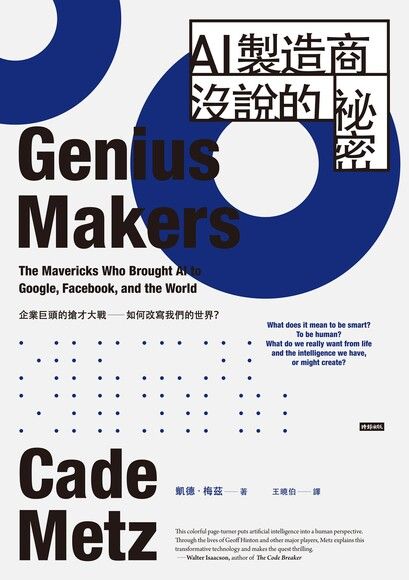 AI製造商
沒說的祕密
Genius
Makers
The Mavericks Who Brought AI to
Google, Facebook, and the World
企業巨頭的搶才大戰——如何改寫我們的世界?
What does it mean to be smart?
To be human?
What do we really want from life
and the intelligence we have,
or might create?
時報出版
Cade
Metz
凱德·梅茲——著 王曉伯——譯
This colorful page-turner puts artificial intelligence into a human perspective.
Through the lives of Geoff Hinton and other major players, Metz explains this
transformative technology and makes the quest thrilling.
——Walter Isaacson, author of The Code Breaker